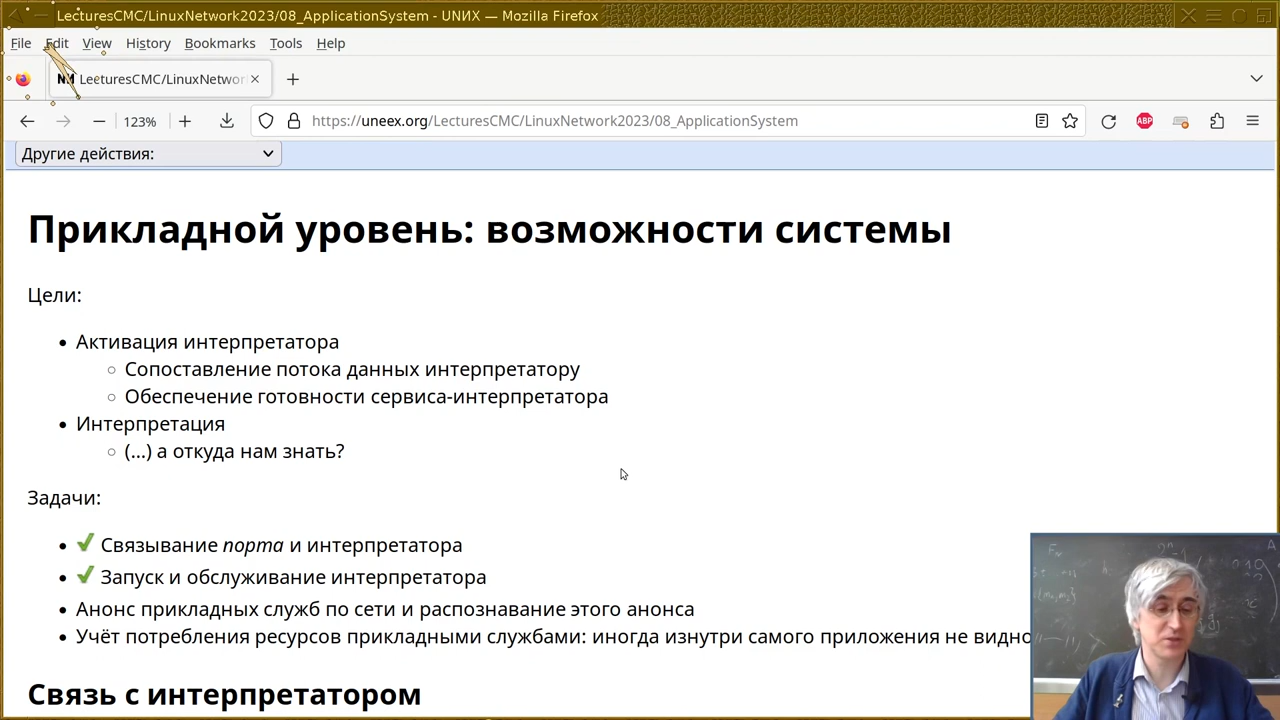 LecturesCMC/LinuxNetwork2023/08_ApplicationSystem - UNИX — Mozilla Firefox
File Edit View History Bookmarks Tools Help
LecturesCMC/LinuxNetwor
123%
https://uneex.org/LecturesCMC/LinuxNetwork2023/08_ApplicationSystem
ABP
Другие действия:
Прикладной уровень: возможности системы
Цели:
Активация интерпретатора
Сопоставление потока данных интерпретатору
Обеспечение готовности сервиса-интерпретатора
Интерпретация
(...) а откуда нам знать?
Задачи:
Связывание порта и интерпретатора
Запуск и обслуживание интерпретатора
Анонс прикладных служб по сети и распознавание этого анонса
Учёт потребления ресурсов прикладными службами: иногда изнутри самого приложения не видно
Связь с интерпретатором